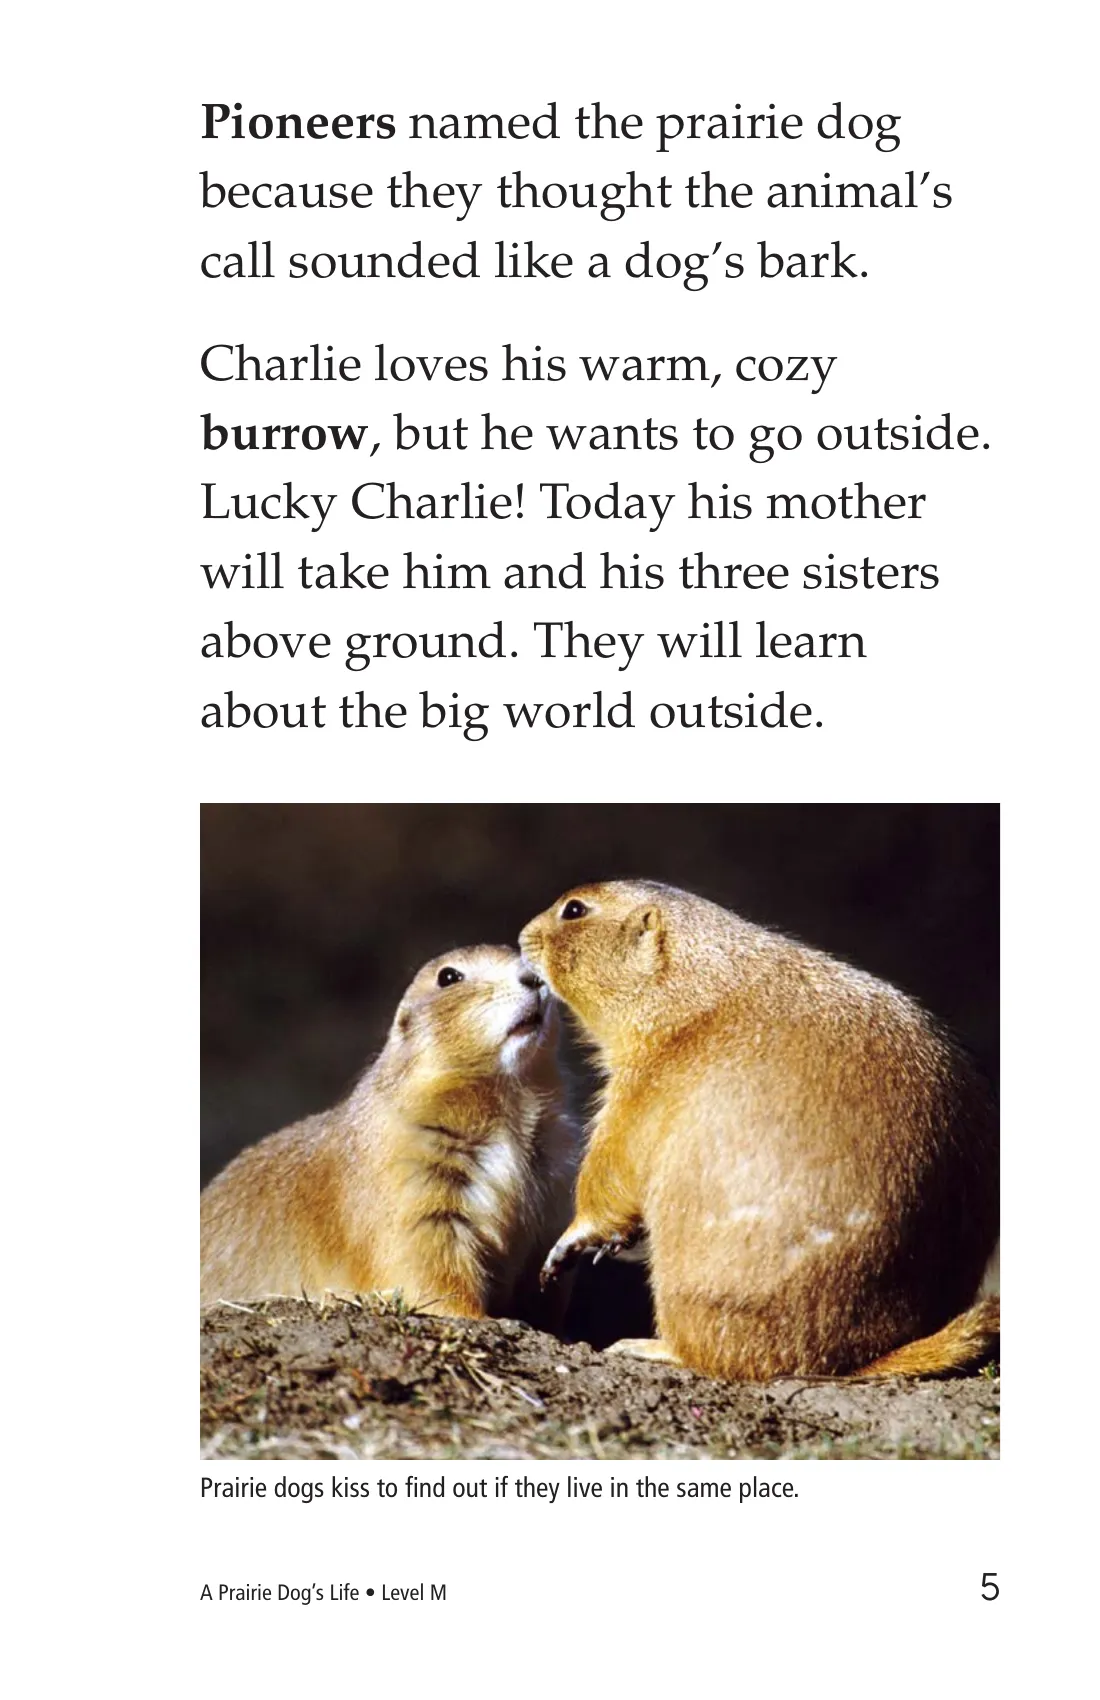 Pioneers named the prairie dog
because they thought the animal’s
call sounded like a dog’s bark.
Charlie loves his warm, cozy
burrow, but he wants to go outside.
Lucky Charlie! Today his mother
will take him and his three sisters
above ground. They will learn
about the big world outside.
Prairie dogs kiss to find out if they live in the same place.
A Prairie Dog’s Life • Level M
5